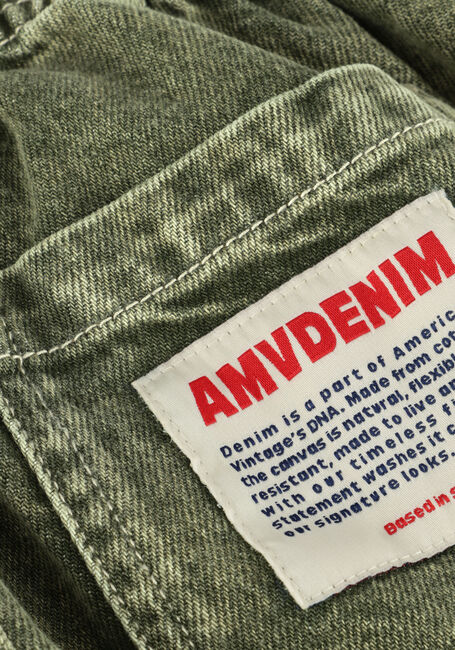 AMVDENIM
Denim is a part of Americ
Vintage's DNA. Made from cot
the canvas is natural, flexibl
resistant, made to live an
with our timeless fi
statement washes it c
our signature looks.
Based in s